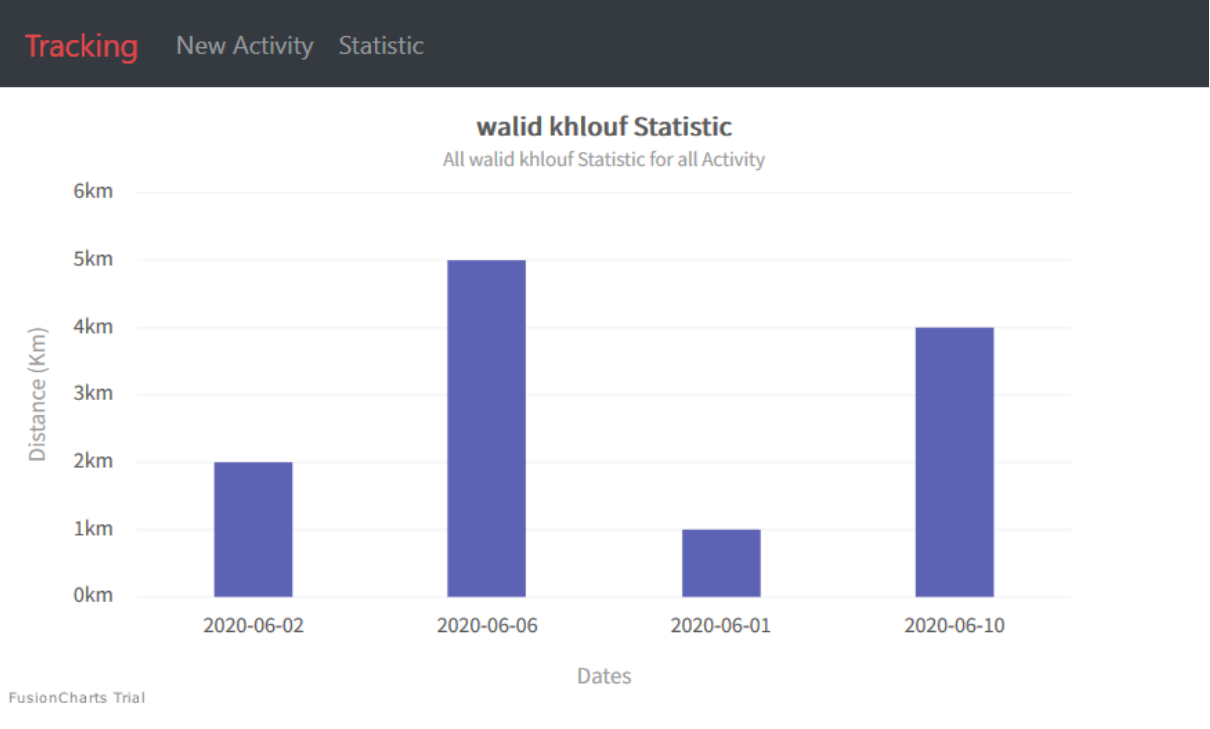 Tracking New Activity Statistic
walid khlouf Statistic
All walid khlouf Statistic for all Activity
6km
5km
4km
3km
2km
1km
0km
Distance (Km)
2020-06-02 2020-06-06 2020-06-01 2020-06-10
Dates
FusionCharts Trial